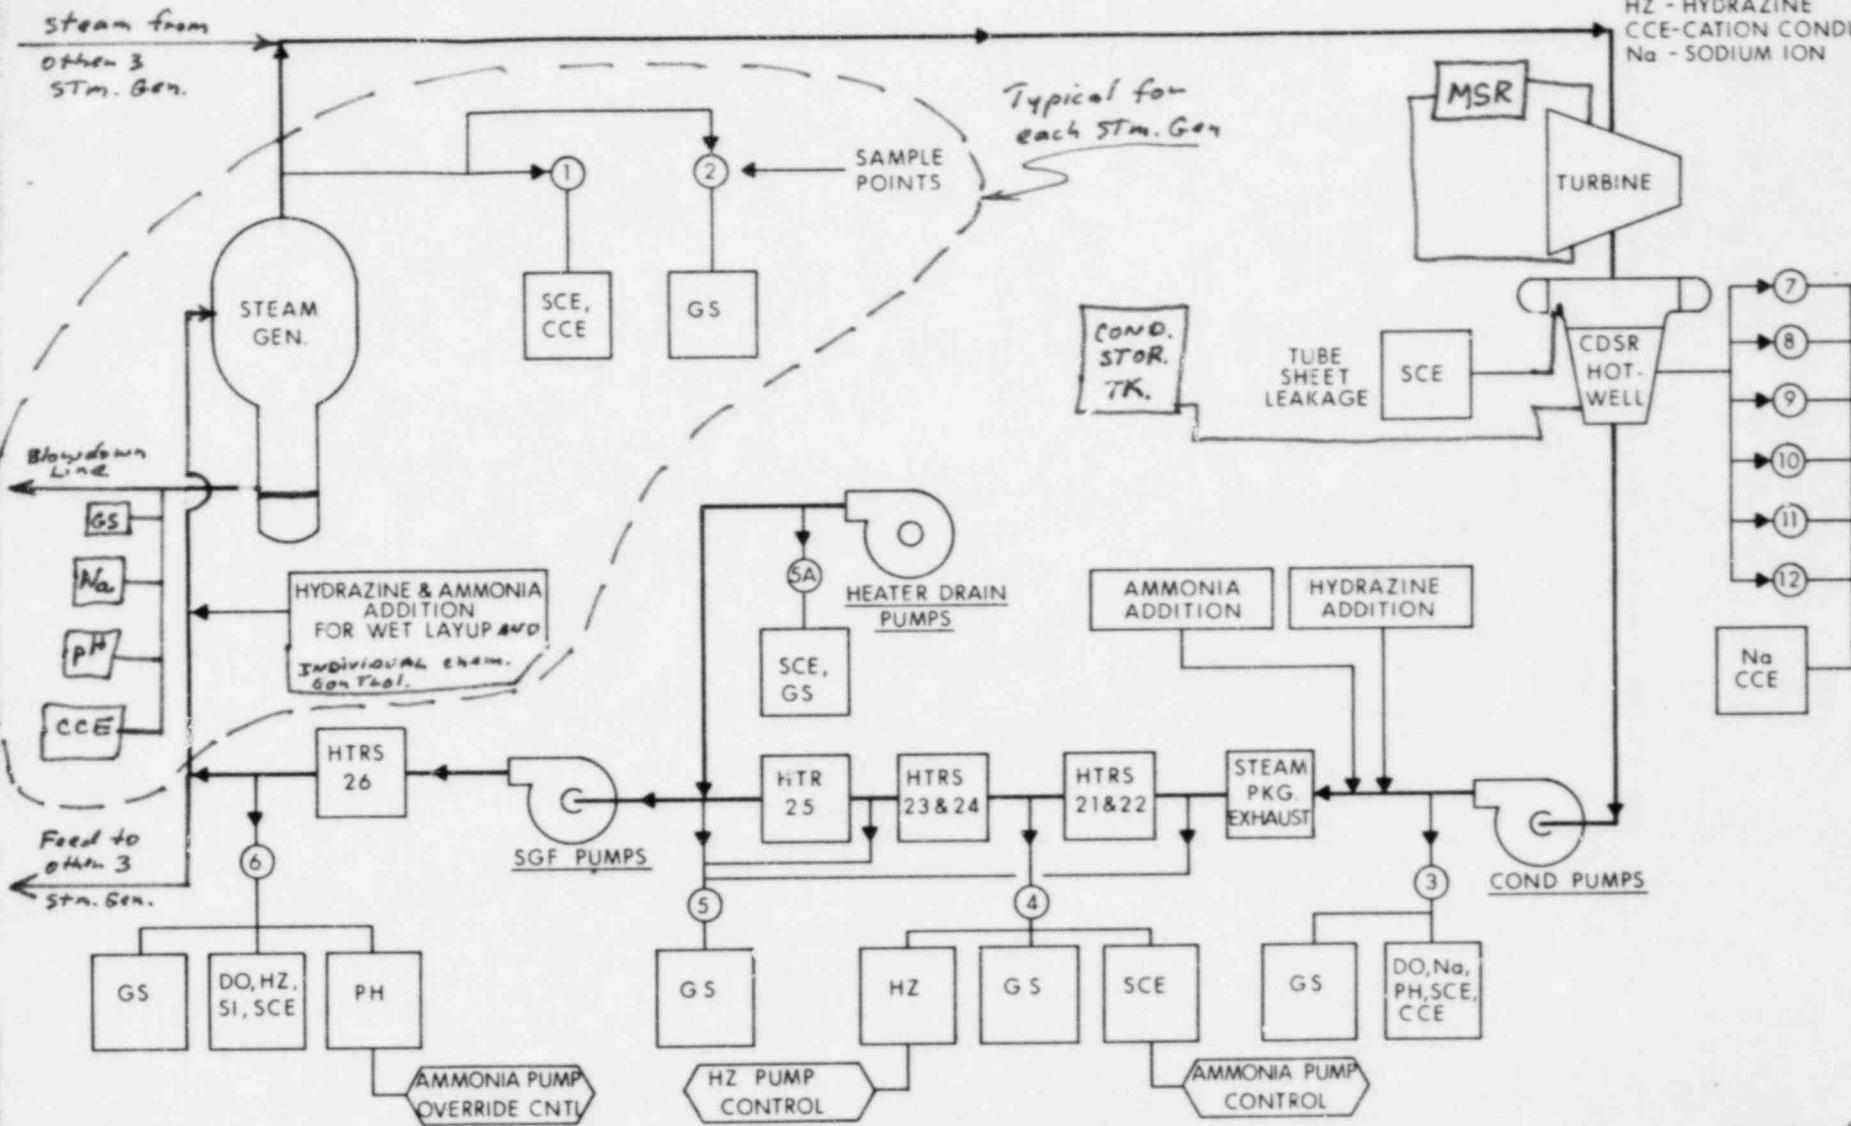 HZ - HYDRAZINE
CCE-CATION CONDU
Na - SODIUM ION
Steam from
other 3
STm. Gen.
Typical for
each STm. Gen
MSR
TURBINE
1
2
SAMPLE
POINTS
SCE,
CCE
GS
STEAM
GEN.
COND.
STOR.
TK.
TUBE
SHEET
LEAKAGE
SCE
CDSR
HOT-
WELL
7
8
9
10
11
12
Na
CCE
Blowdown
Line
GS
Na
PH
CCE
HYDRAZINE & AMMONIA
ADDITION
FOR WET LAYUP AND
INDIVIDUAL chem.
Control.
5A
HEATER DRAIN
PUMPS
SCE,
GS
AMMONIA
ADDITION
HYDRAZINE
ADDITION
HTRS
26
SGF PUMPS
HTR
25
HTRS
23&24
HTRS
21&22
STEAM
PKG.
EXHAUST
COND PUMPS
Feed to
other 3
Stm. Gen.
6
5
4
3
GS
DO, HZ,
SI, SCE
PH
GS
HZ
GS
SCE
GS
DO, Na,
PH, SCE,
CCE
AMMONIA PUMP
OVERRIDE CNTL
HZ PUMP
CONTROL
AMMONIA PUMP
CONTROL